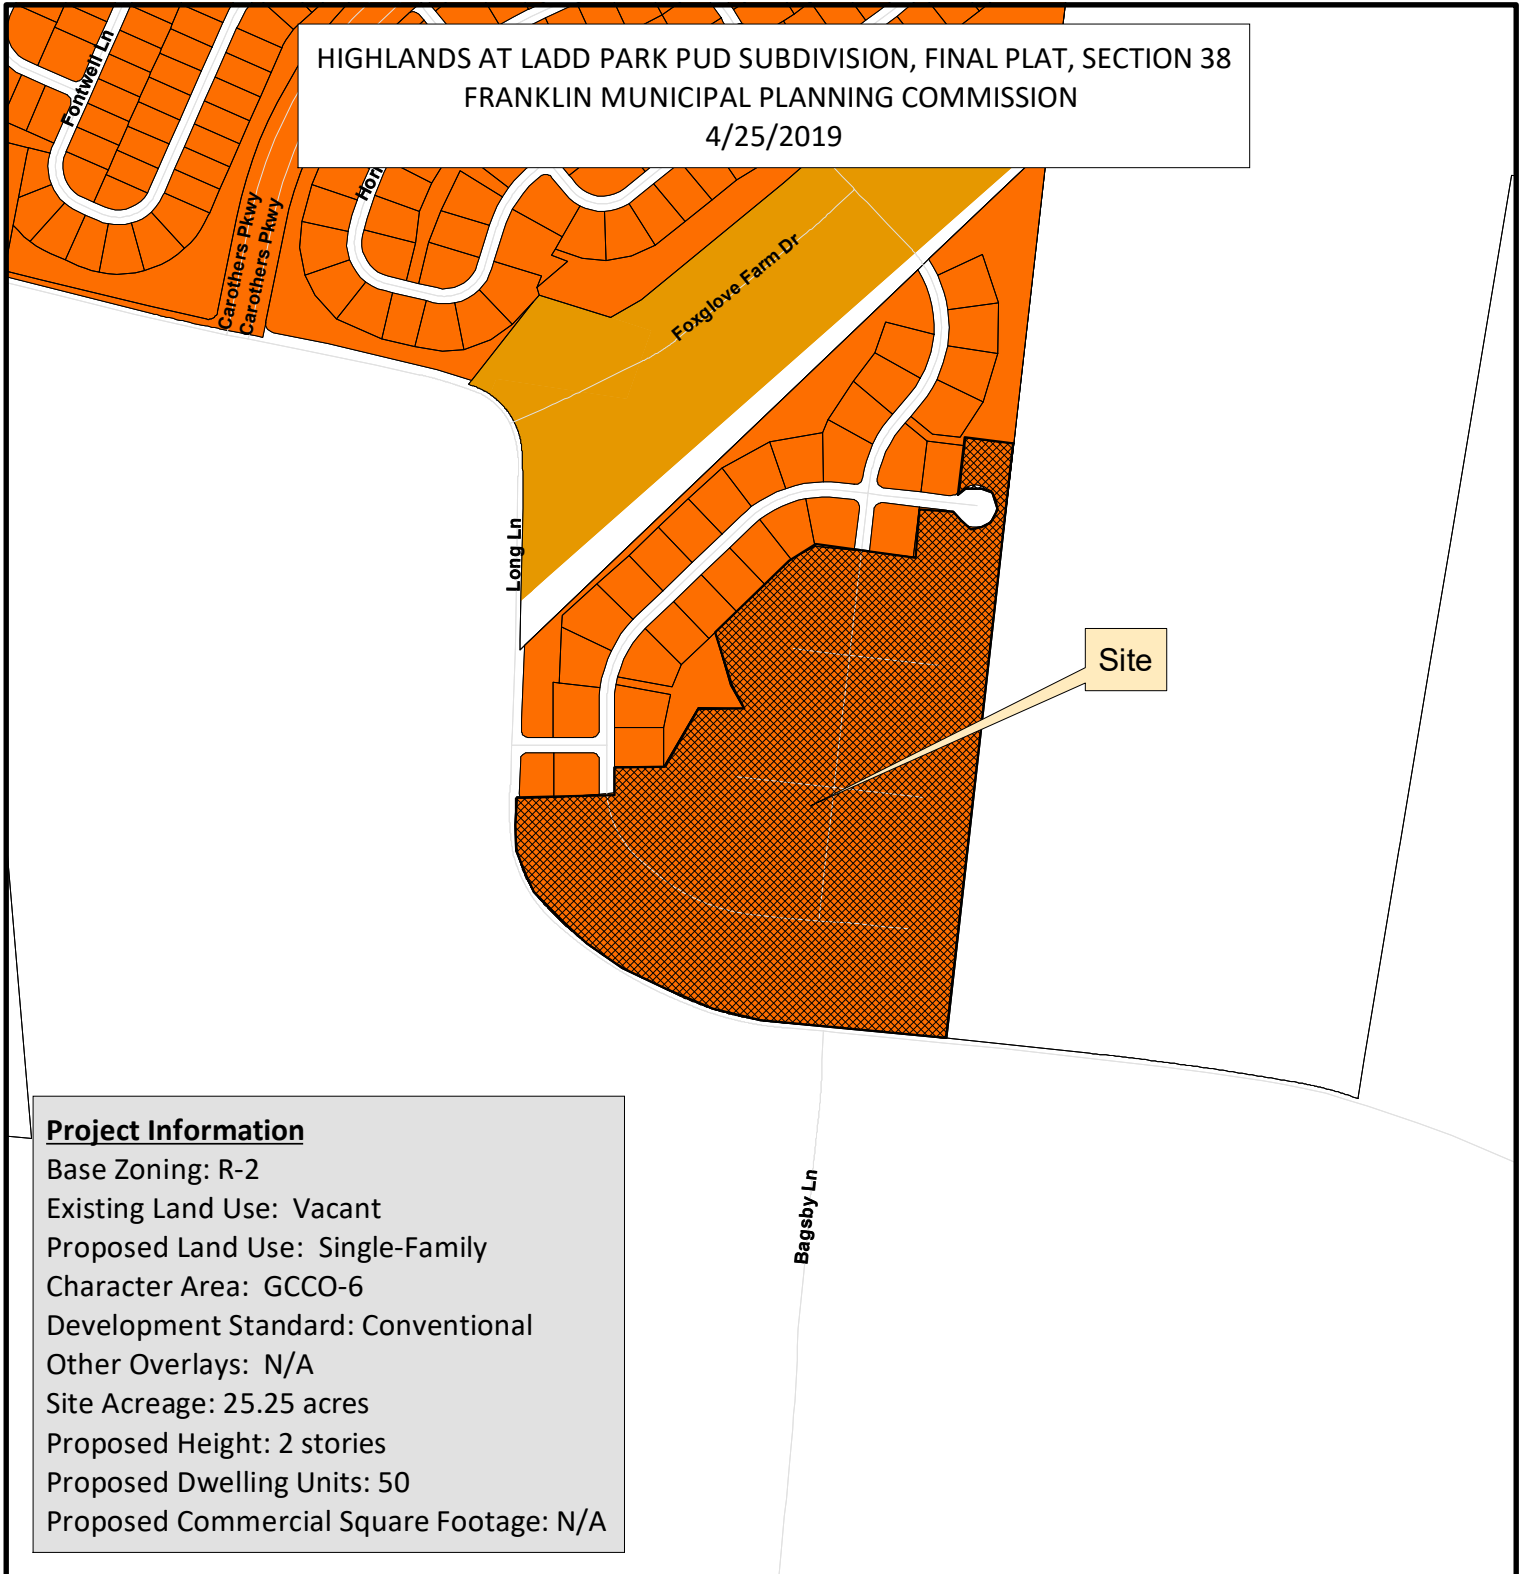 HIGHLANDS AT LADD PARK PUD SUBDIVISION, FINAL PLAT, SECTION 38
FRANKLIN MUNICIPAL PLANNING COMMISSION
4/25/2019
Fontwell Ln
Carothers Pkwy
Carothers Pkwy
Foxglove Farm Dr
Long Ln
Site
Bagsby Ln
Project Information
Base Zoning: R-2
Existing Land Use: Vacant
Proposed Land Use: Single-Family
Character Area: GCCO-6
Development Standard: Conventional
Other Overlays: N/A
Site Acreage: 25.25 acres
Proposed Height: 2 stories
Proposed Dwelling Units: 50
Proposed Commercial Square Footage: N/A